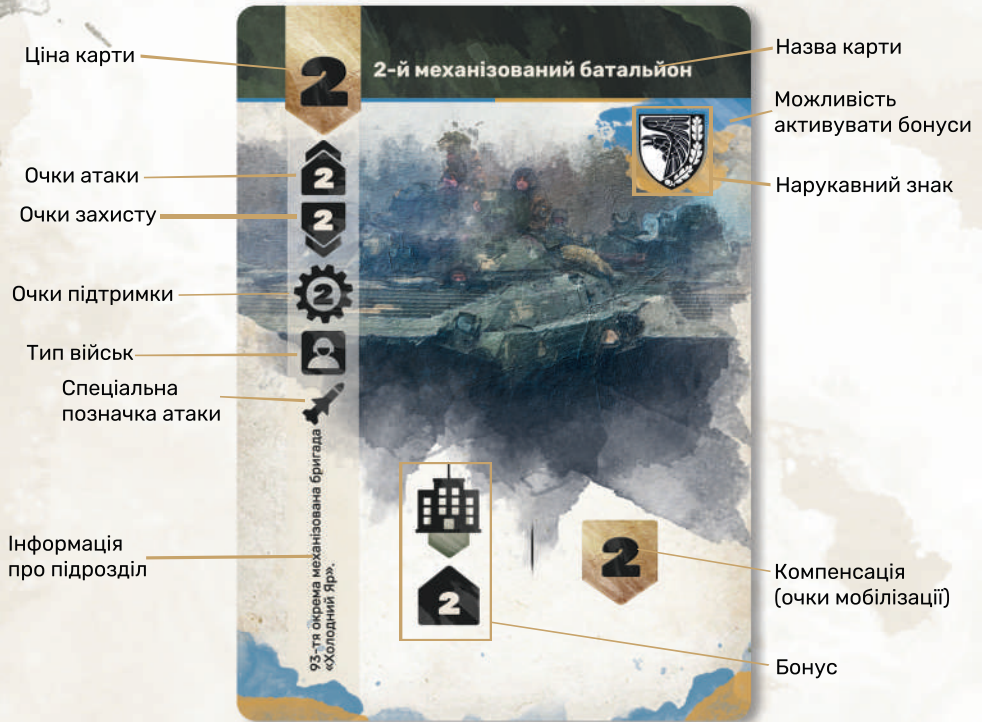 Ціна карти
Очки атаки
Очки захисту
Очки підтримки
Тип військ
Спеціальна
позначка атаки
Інформація
про підрозділ
2
2-й механізований батальйон
2
2
2
93-тя окрема механізована бригада
«Холодний Яр».
2
2
Назва карти
Можливість
активувати бонуси
Нарукавний знак
Компенсація
(очки мобілізації)
Бонус